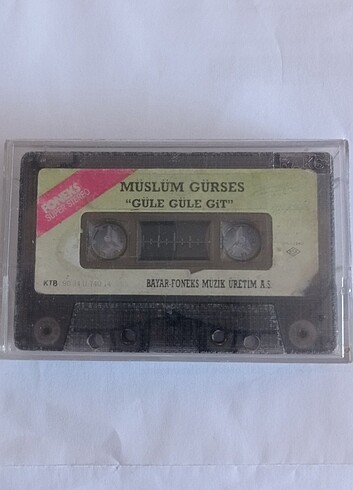 FONEKS
SUPER STEREO
MÜSLÜM GÜRSES
"GÜLE GÜLE GİT"
KTB
BAYAR-FONEKS MÜZİK ÜRETİM A.Ş.